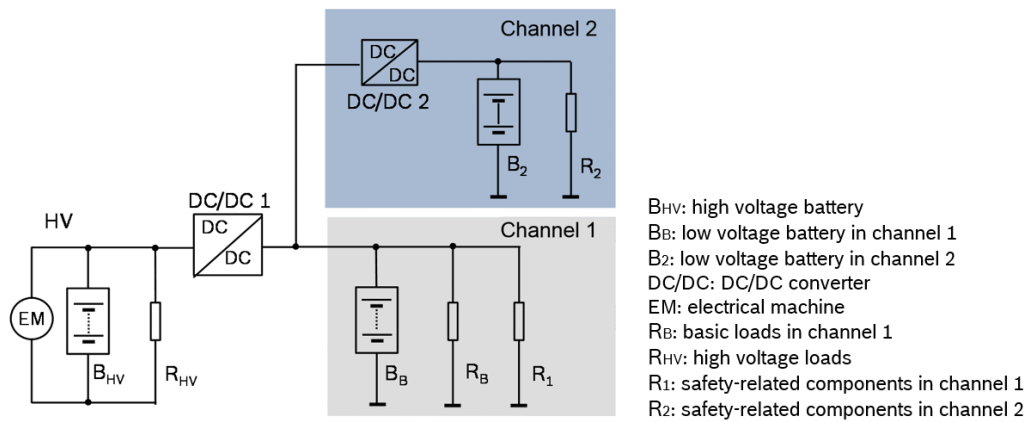 Channel 2
DC
DC
DC/DC 2
B2
R2
DC/DC 1
HV
DC
DC
Channel 1
EM
BHV
RHV
BB
RB
R1
BHV: high voltage battery
BB: low voltage battery in channel 1
B2: low voltage battery in channel 2
DC/DC: DC/DC converter
EM: electrical machine
RB: basic loads in channel 1
RHV: high voltage loads
R1: safety-related components in channel 1
R2: safety-related components in channel 2